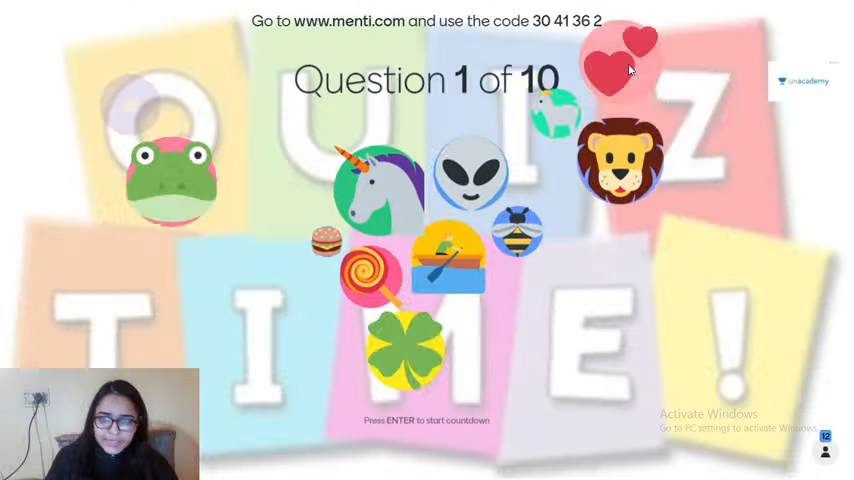 Go to www.menti.com and use the code 30 41 36 2
Question 1 of 10
unacademy
QUIZ
TIME!
Press ENTER to start countdown
Activate Windows
Go to PC settings to activate Windows.
12